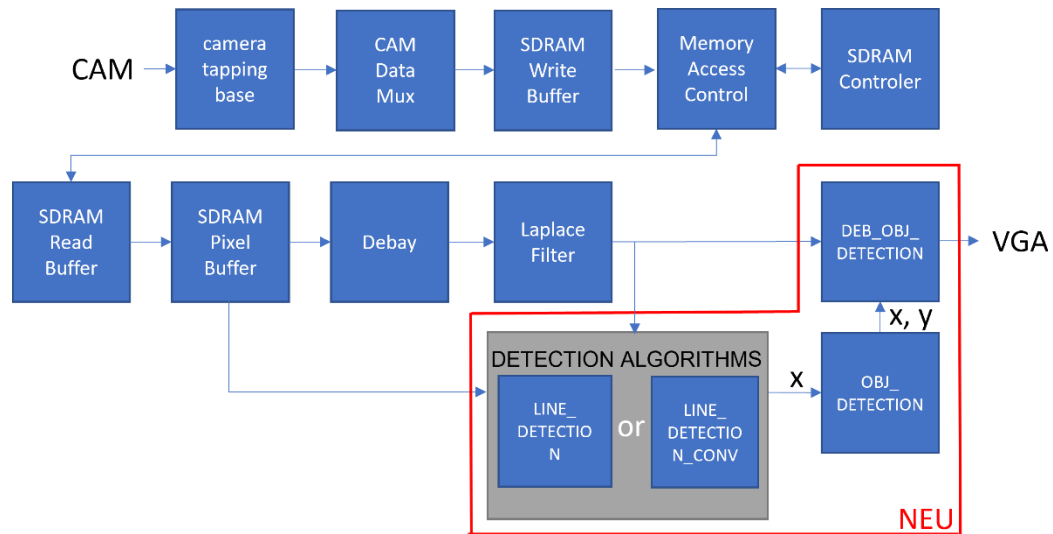 CAM
camera
tapping
base
CAM
Data
Mux
SDRAM
Write
Buffer
Memory
Access
Control
SDRAM
Controler
SDRAM
Read
Buffer
SDRAM
Pixel
Buffer
Debay
Laplace
Filter
DEB_OBJ_
DETECTION
VGA
x, y
DETECTION ALGORITHMS
LINE_
DETECTIO
N
or
LINE_
DETECTIO
N_CONV
x
OBJ_
DETECTION
NEU